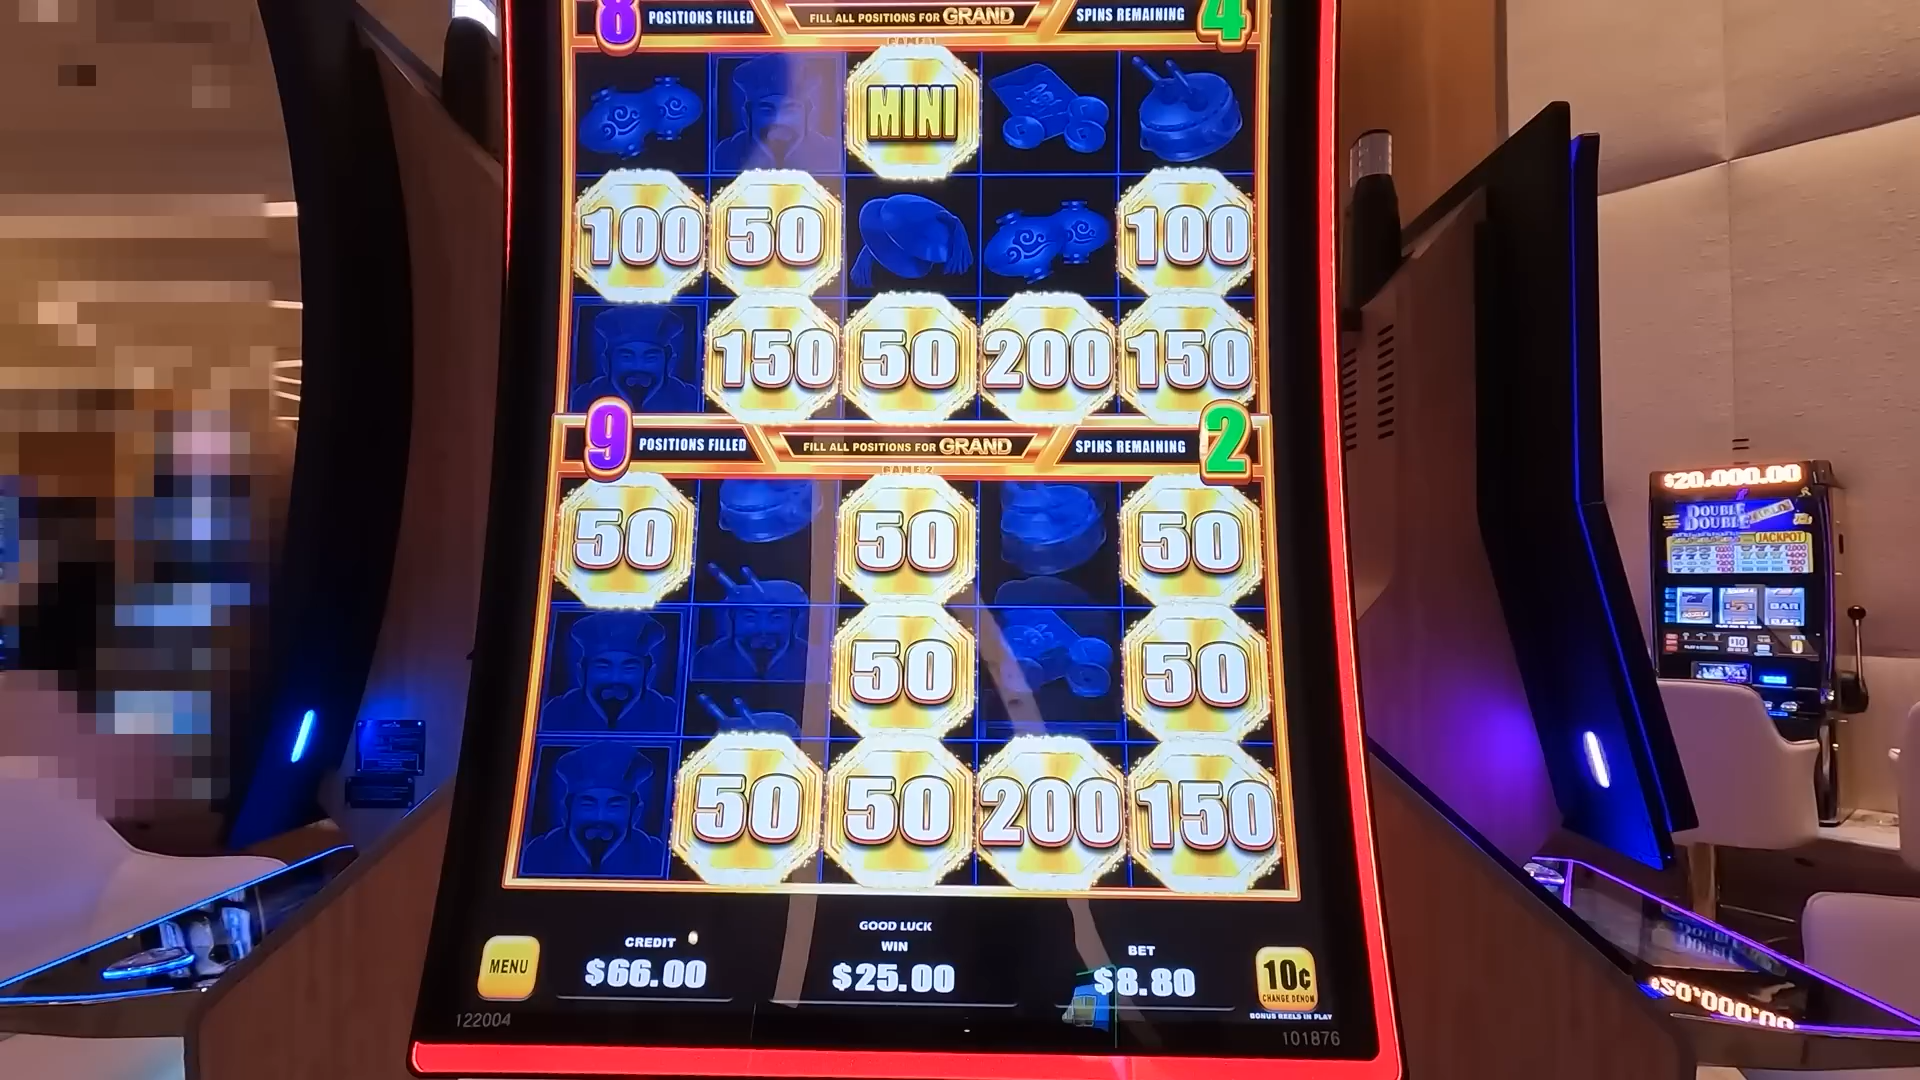 8 POSITIONS FILLED FILL ALL POSITIONS FOR GRAND SPINS REMAINING 4
GAME 1
MINI
100 50 100
150 50 200 150
9 POSITIONS FILLED FILL ALL POSITIONS FOR GRAND SPINS REMAINING 2
GAME 2
50 50 50
50 50
50 50 200 150
MENU
CREDIT
$66.00
GOOD LUCK
WIN
$25.00
BET
$8.80
10¢
CHANGE DENOM
BONUS REELS IN PLAY
122004
101876
$20,000.00
DOUBLE
DOUBLE
JACKPOT
BAR